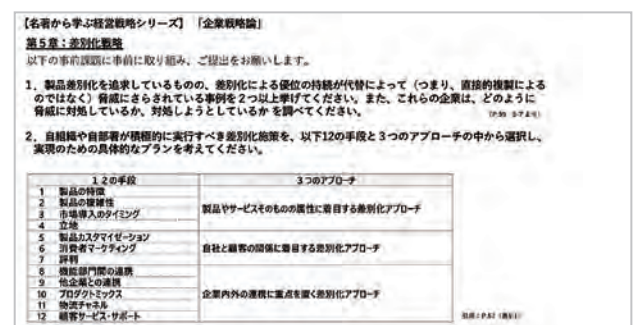 【名著から学ぶ経営戦略シリーズ】 「企業戦略論」
第5章：差別化戦略
以下の事前課題に事前に取り組み、ご提出をお願いします。
1. 製品差別化を追求しているものの、差別化による優位の持続が代替によって（つまり、直接的複製による
のではなく）脅威にさらされている事例を2つ以上挙げてください。また、これらの企業は、どのように
脅威に対処しているか、対処しようとしているか を調べてください。
2. 自組織や自部署が積極的に実行すべき差別化施策を、以下12の手段と3つのアプローチの中から選択し、
実現のための具体的なプランを考えてください。
12の手段 3つのアプローチ
1 製品の特徴
2 製品の複雑性
製品やサービスそのものの属性に着目する差別化アプローチ
3 市場導入のタイミング
4 立地
5 製品カスタマイゼーション
6 消費者マーケティング 自社と顧客の関係に着目する差別化アプローチ
7 評判
8 機能部門間の連携
9 他企業との連携
10 プロダクトミックス 企業内外の連携に重点を置く差別化アプローチ
11 物流チャネル
12 顧客サービス・サポート